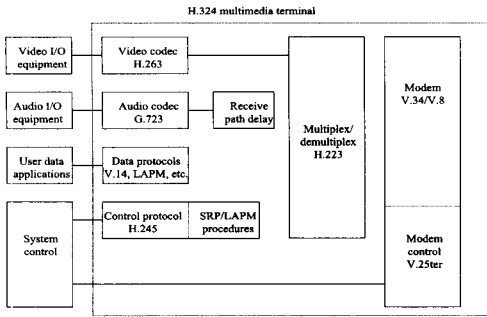 H.324 multimedia terminal
Video I/O
equipment
Video codec
H.263
Audio I/O
equipment
Audio codec
G.723
Receive
path delay
User data
applications
Data protocols
V.14, LAPM, etc.
System
control
Control protocol
H.245
SRP/LAPM
procedures
Multiplex/
demultiplex
H.223
Modem
V.34/V.8
Modem
control
V.25ter